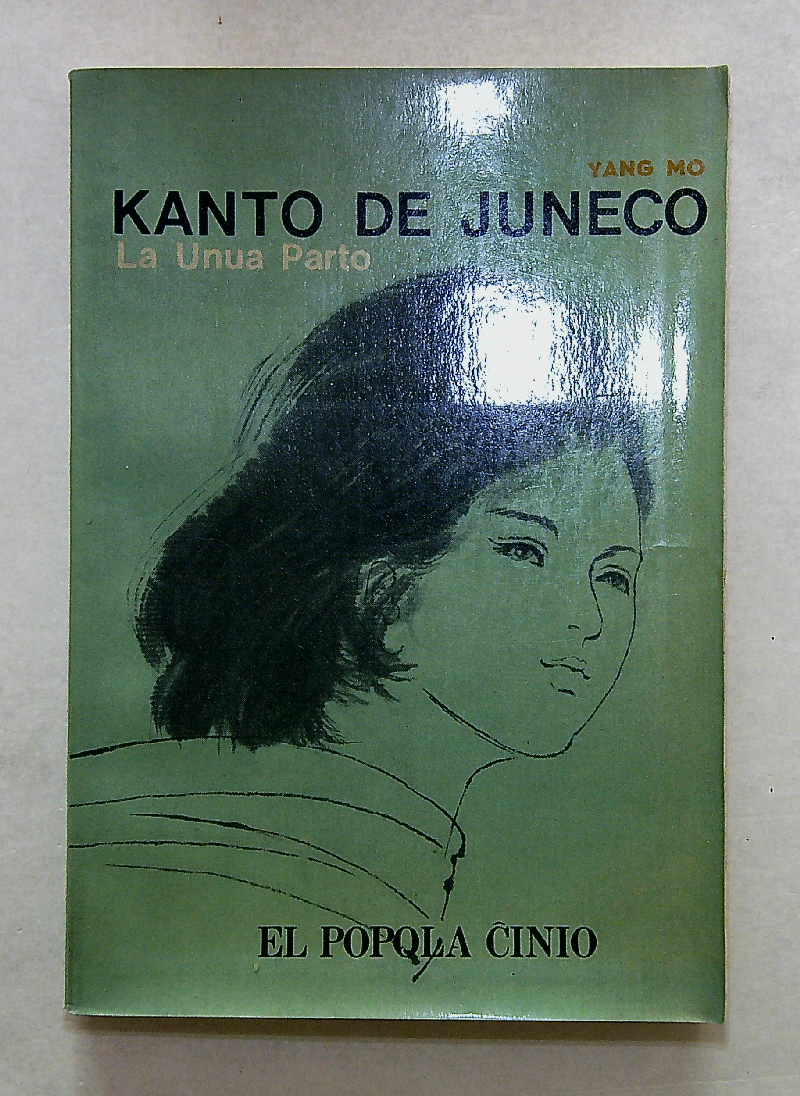 YANG MO
KANTO DE JUNECO
La Unua Parto
EL POPOLA ĈINIO